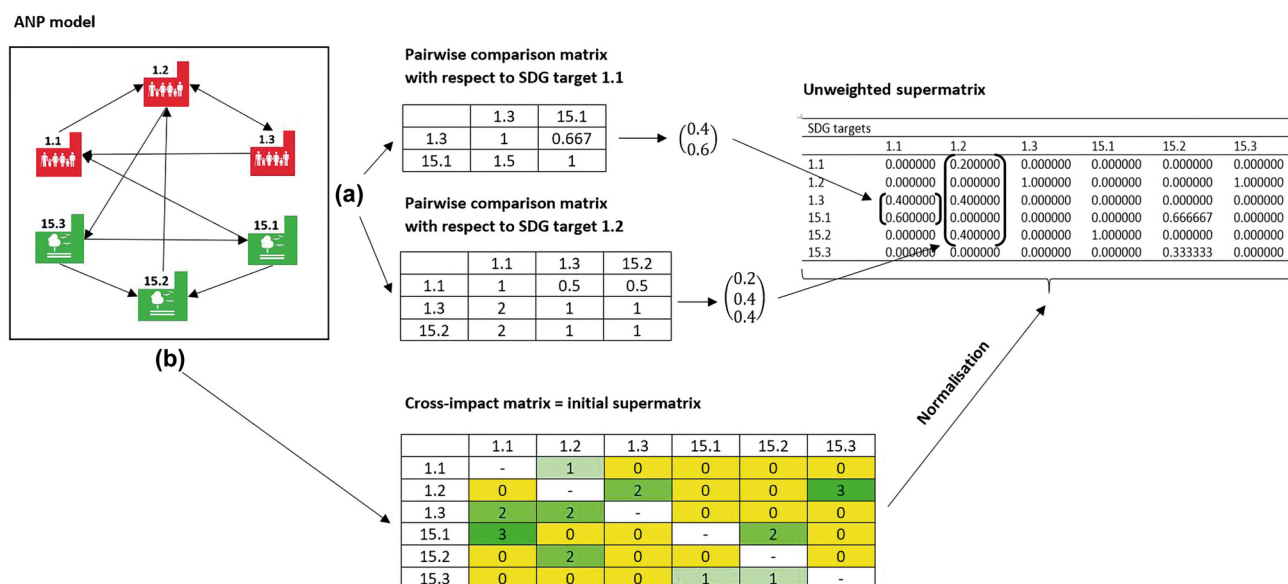 ANP model
1.2
1.1
1.3
15.3
15.1
15.2
(a)
(b)
Pairwise comparison matrix
with respect to SDG target 1.1
1.3 15.1
1.3 1 0.667
15.1 1.5 1
(0.4
0.6)
Pairwise comparison matrix
with respect to SDG target 1.2
1.1 1.3 15.2
1.1 1 0.5 0.5
1.3 2 1 1
15.2 2 1 1
(0.2
0.4
0.4)
Unweighted supermatrix
SDG targets
1.1 1.2 1.3 15.1 15.2 15.3
1.1 0.000000 0.200000 0.000000 0.000000 0.000000 0.000000
1.2 0.000000 0.000000 1.000000 0.000000 0.000000 1.000000
1.3 0.400000 0.400000 0.000000 0.000000 0.000000 0.000000
15.1 0.600000 0.000000 0.000000 0.000000 0.666667 0.000000
15.2 0.000000 0.400000 0.000000 1.000000 0.000000 0.000000
15.3 0.000000 0.000000 0.000000 0.000000 0.333333 0.000000
Normalisation
Cross-impact matrix = initial supermatrix
1.1 1.2 1.3 15.1 15.2 15.3
1.1 - 1 0 0 0 0
1.2 0 - 2 0 0 3
1.3 2 2 - 0 0 0
15.1 3 0 0 - 2 0
15.2 0 2 0 0 - 0
15.3 0 0 0 1 1 -